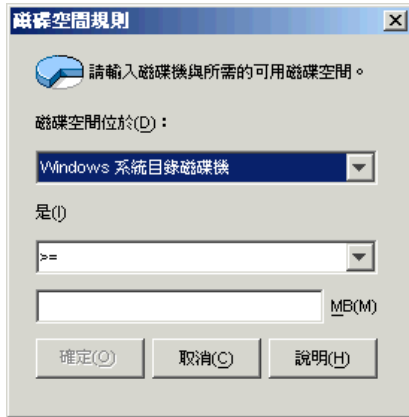 磁碟空間規則
請輸入磁碟機與所需的可用磁碟空間。
磁碟空間位於(D)：
Windows 系統目錄磁碟機
是(I)
>=
MB(M)
確定(O) 取消(C) 說明(H)